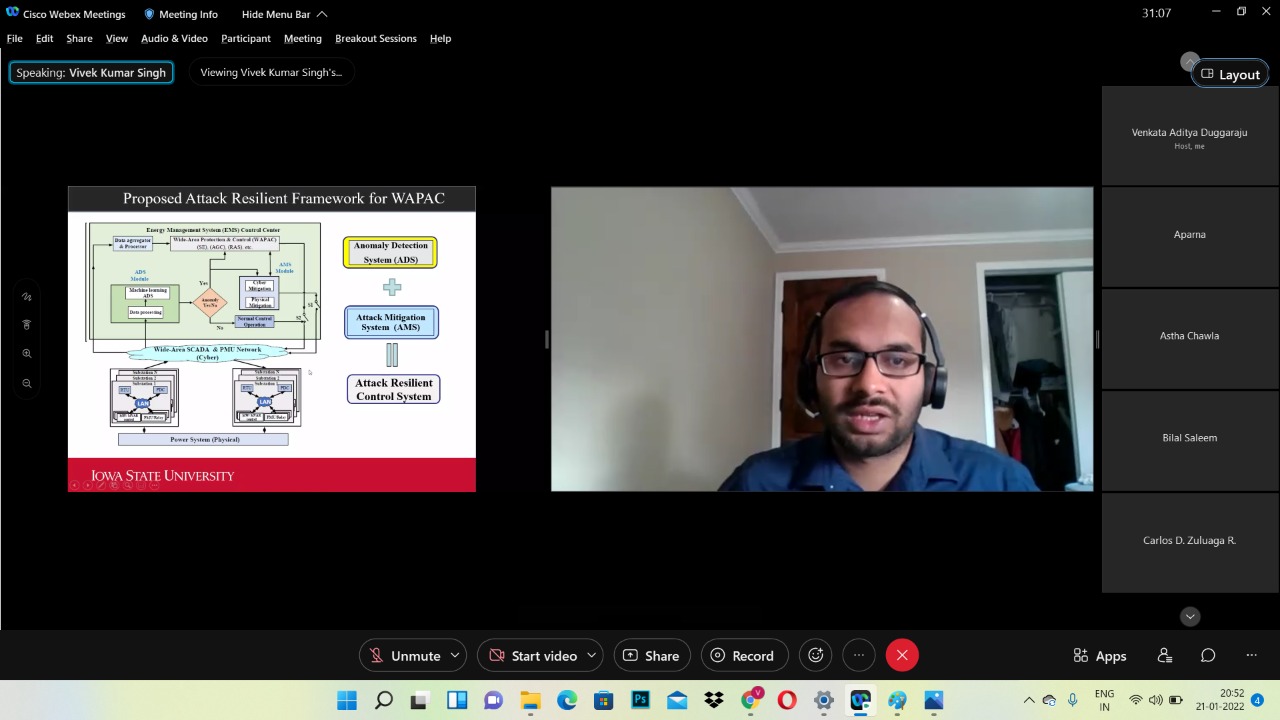 Cisco Webex Meetings
Meeting Info
Hide Menu Bar
31:07
File Edit Share View Audio & Video Participant Meeting Breakout Sessions Help
Speaking: Vivek Kumar Singh
Viewing Vivek Kumar Singh's...
Layout
Venkata Aditya Duggaraju
Host, me
Aparna
Astha Chawla
Bilal Saleem
Carlos D. Zuluaga R.
Proposed Attack Resilient Framework for WAPAC
Energy Management System (EMS) Control Center
Data aggregator
& Processor
Wide-Area Protection & Control (WAPAC)
(SE), (AGC), (RAS), etc.
ADS
Module
AMS
Module
Machine learning
ADS
Data processing
Yes
Anomaly
Yes/No
No
Cyber
Mitigation
Physical
Mitigation
Normal Control
Operation
S1
S2
Wide-Area SCADA & PMU Network
(Cyber)
Substation N
Substation 2
Substation 1
RTU
PDC
LAN
PMU/Relay
Substation N
Substation 2
Substation 1
RTU
PDC
LAN
PMU/Relay
Power System (Physical)
Anomaly Detection
System (ADS)
Attack Mitigation
System (AMS)
Attack Resilient
Control System
IOWA STATE UNIVERSITY
Unmute
Start video
Share
Record
Apps
ENG
IN
20:52
21-01-2022
4
V
Ps